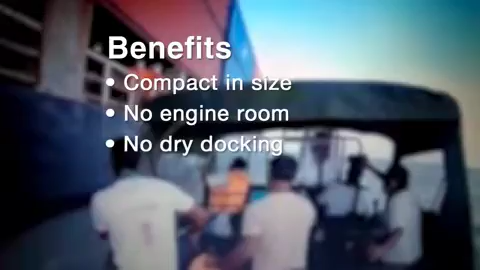 Benefits
• Compact in size
• No engine room
• No dry docking